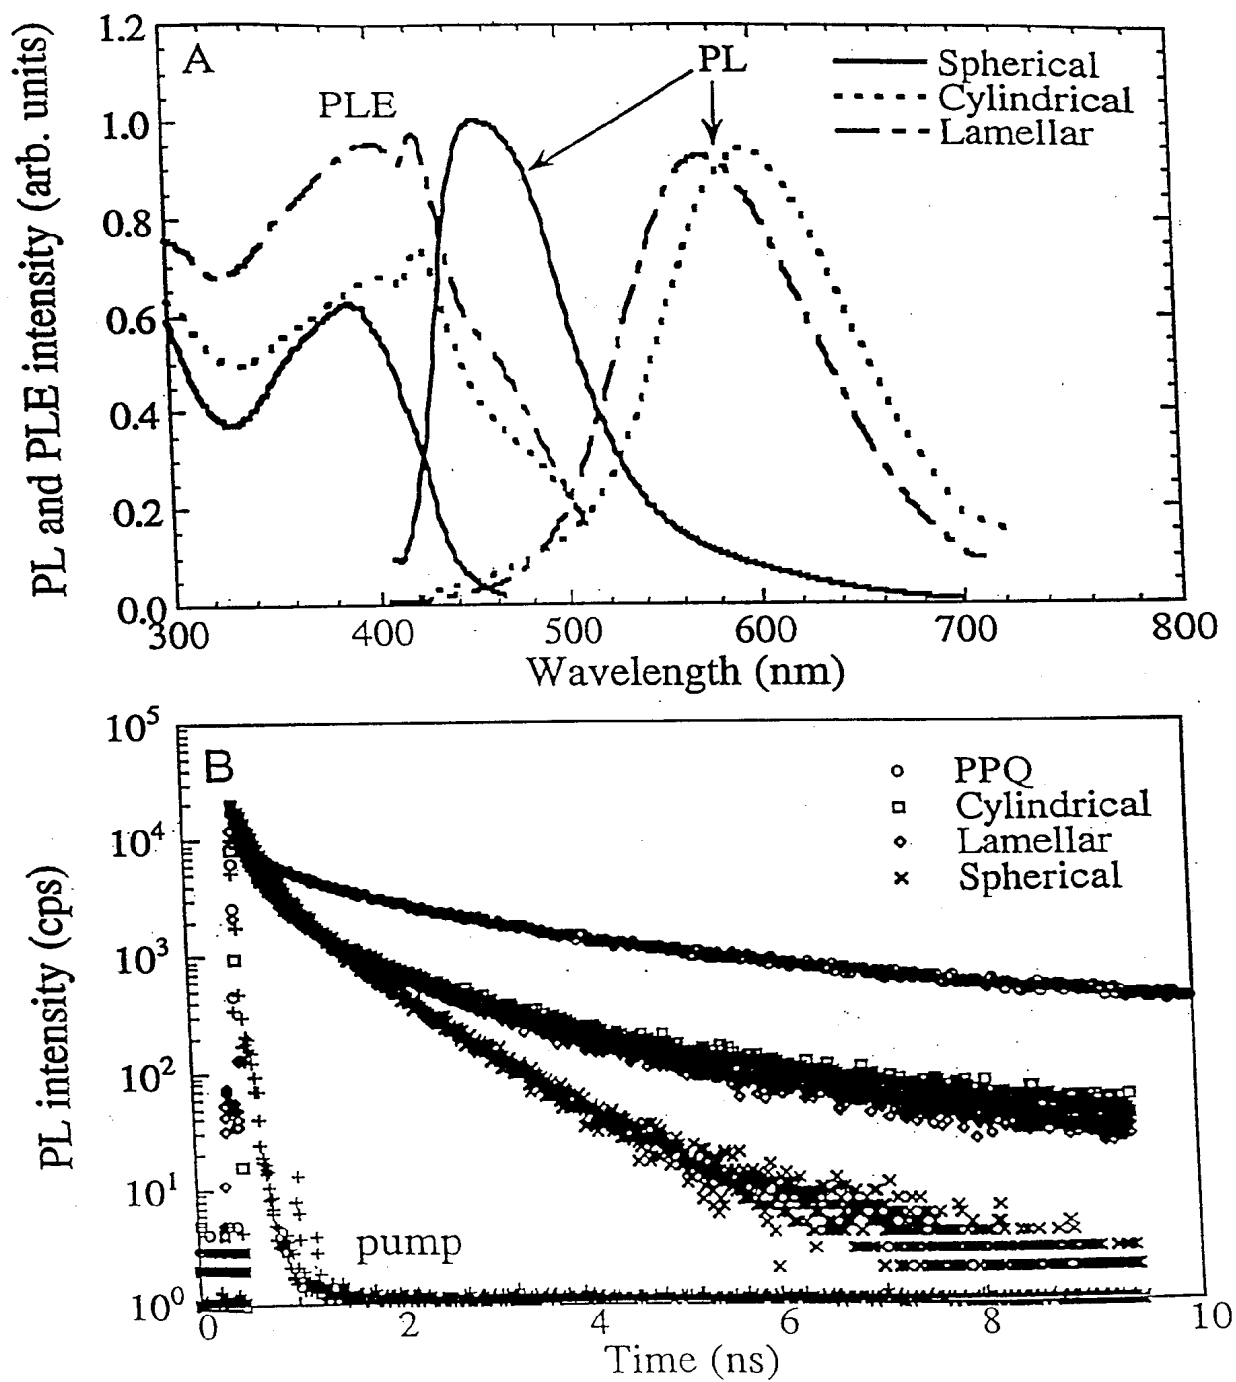 1.2
A
PL
Spherical
Cylindrical
Lamellar
PLE
1.0
0.8
0.6
0.4
0.2
0.0
PL and PLE intensity (arb. units)
300 400 500 600 700 800
Wavelength (nm)
10^5
B
PPQ
Cylindrical
Lamellar
Spherical
10^4
10^3
10^2
10^1
10^0
PL intensity (cps)
pump
0 2 4 6 8 10
Time (ns)